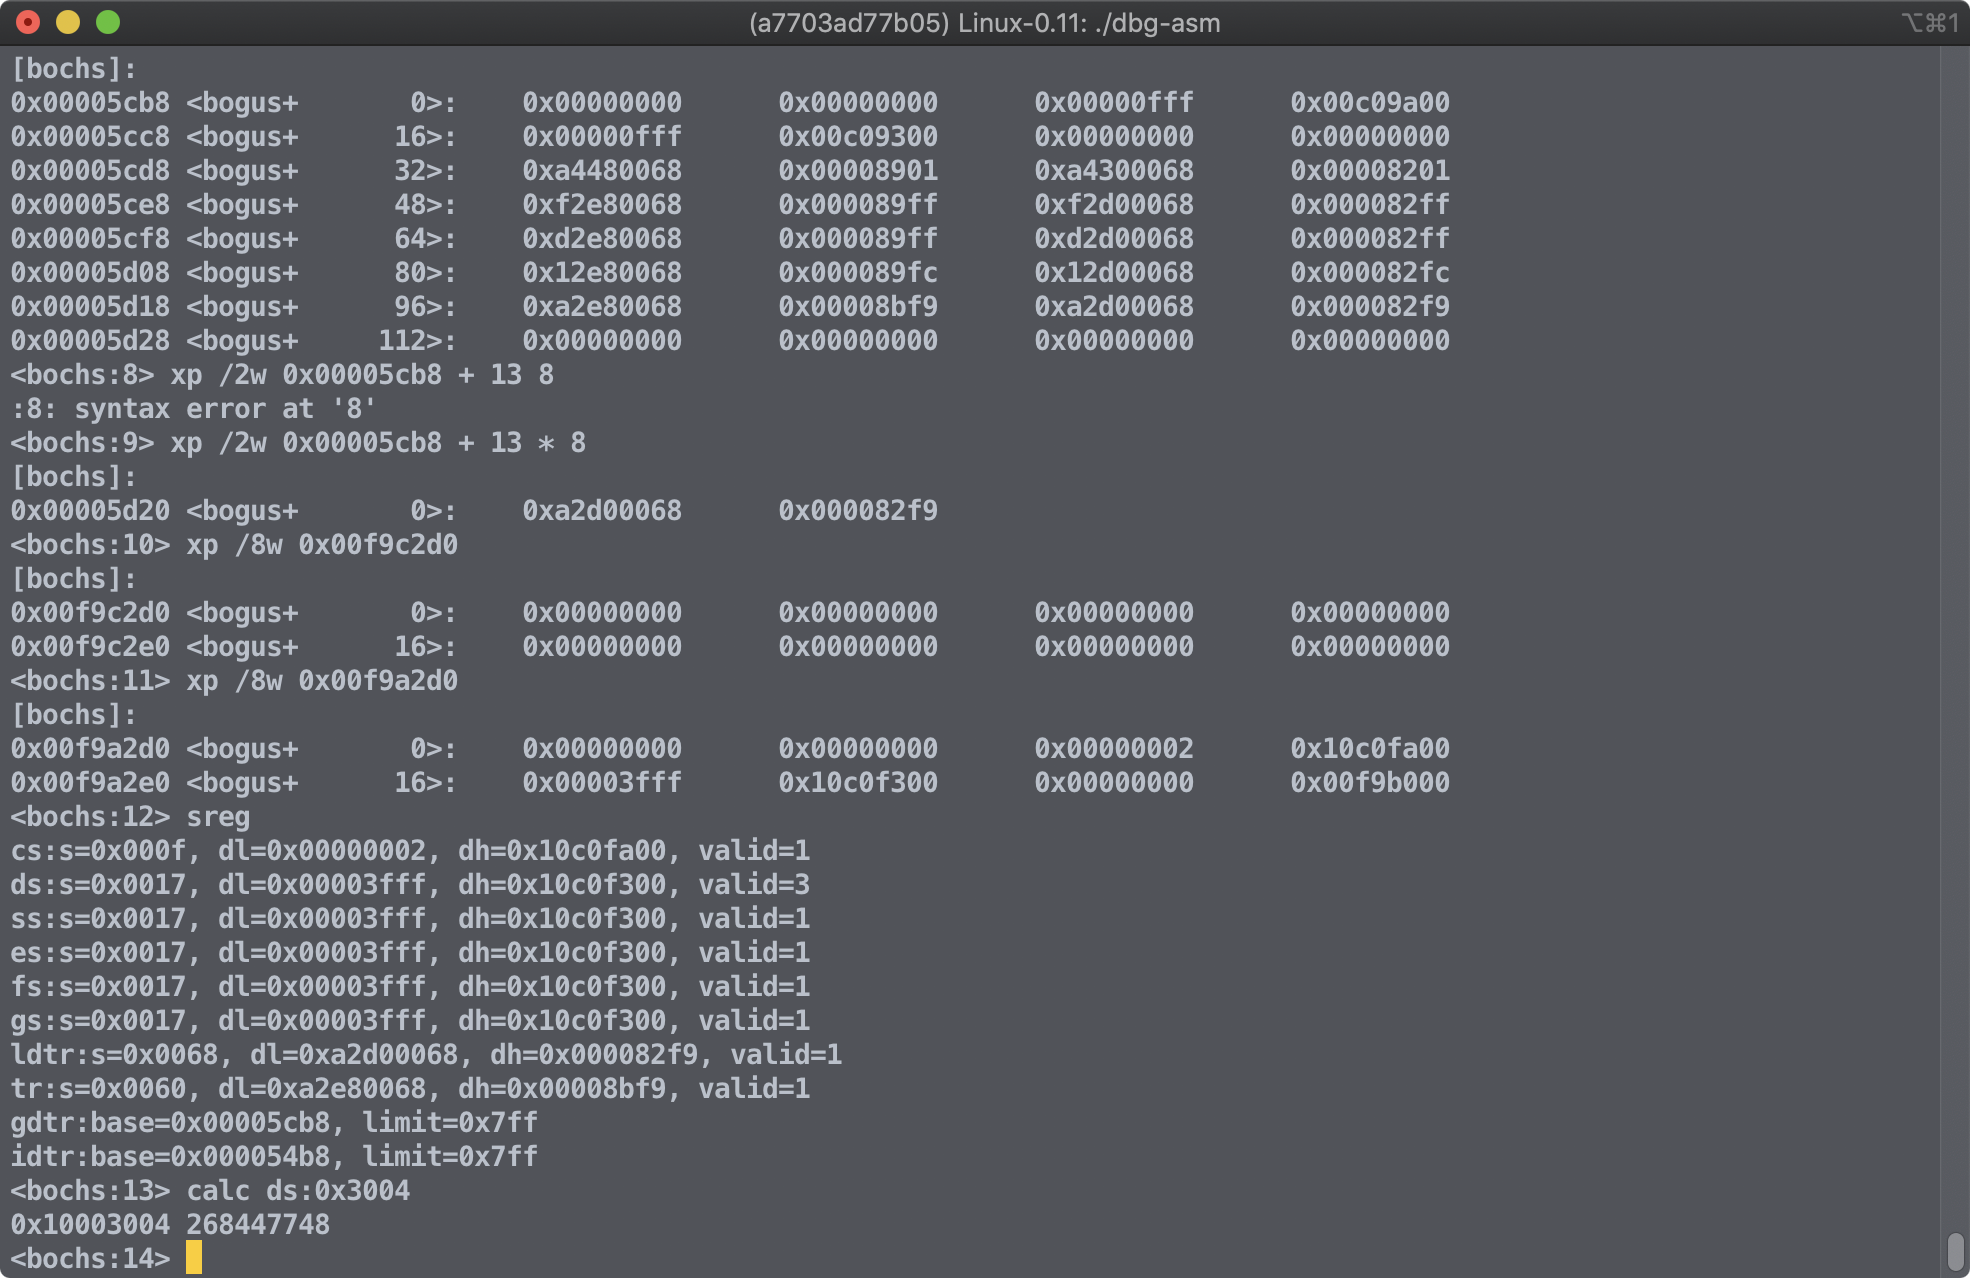 (a7703ad77b05) Linux-0.11: ./dbg-asm ⌥⌘1
[bochs]:
0x00005cb8 <bogus+       0>:    0x00000000      0x00000000      0x00000fff      0x00c09a00
0x00005cc8 <bogus+      16>:    0x00000fff      0x00c09300      0x00000000      0x00000000
0x00005cd8 <bogus+      32>:    0xa4480068      0x00008901      0xa4300068      0x00008201
0x00005ce8 <bogus+      48>:    0xf2e80068      0x000089ff      0xf2d00068      0x000082ff
0x00005cf8 <bogus+      64>:    0xd2e80068      0x000089ff      0xd2d00068      0x000082ff
0x00005d08 <bogus+      80>:    0x12e80068      0x000089fc      0x12d00068      0x000082fc
0x00005d18 <bogus+      96>:    0xa2e80068      0x00008bf9      0xa2d00068      0x000082f9
0x00005d28 <bogus+     112>:    0x00000000      0x00000000      0x00000000      0x00000000
<bochs:8> xp /2w 0x00005cb8 + 13 8
:8: syntax error at '8'
<bochs:9> xp /2w 0x00005cb8 + 13 * 8
[bochs]:
0x00005d20 <bogus+       0>:    0xa2d00068      0x000082f9
<bochs:10> xp /8w 0x00f9c2d0
[bochs]:
0x00f9c2d0 <bogus+       0>:    0x00000000      0x00000000      0x00000000      0x00000000
0x00f9c2e0 <bogus+      16>:    0x00000000      0x00000000      0x00000000      0x00000000
<bochs:11> xp /8w 0x00f9a2d0
[bochs]:
0x00f9a2d0 <bogus+       0>:    0x00000000      0x00000000      0x00000002      0x10c0fa00
0x00f9a2e0 <bogus+      16>:    0x00003fff      0x10c0f300      0x00000000      0x00f9b000
<bochs:12> sreg
cs:s=0x000f, dl=0x00000002, dh=0x10c0fa00, valid=1
ds:s=0x0017, dl=0x00003fff, dh=0x10c0f300, valid=3
ss:s=0x0017, dl=0x00003fff, dh=0x10c0f300, valid=1
es:s=0x0017, dl=0x00003fff, dh=0x10c0f300, valid=1
fs:s=0x0017, dl=0x00003fff, dh=0x10c0f300, valid=1
gs:s=0x0017, dl=0x00003fff, dh=0x10c0f300, valid=1
ldtr:s=0x0068, dl=0xa2d00068, dh=0x000082f9, valid=1
tr:s=0x0060, dl=0xa2e80068, dh=0x00008bf9, valid=1
gdtr:base=0x00005cb8, limit=0x7ff
idtr:base=0x000054b8, limit=0x7ff
<bochs:13> calc ds:0x3004
0x10003004 268447748
<bochs:14>